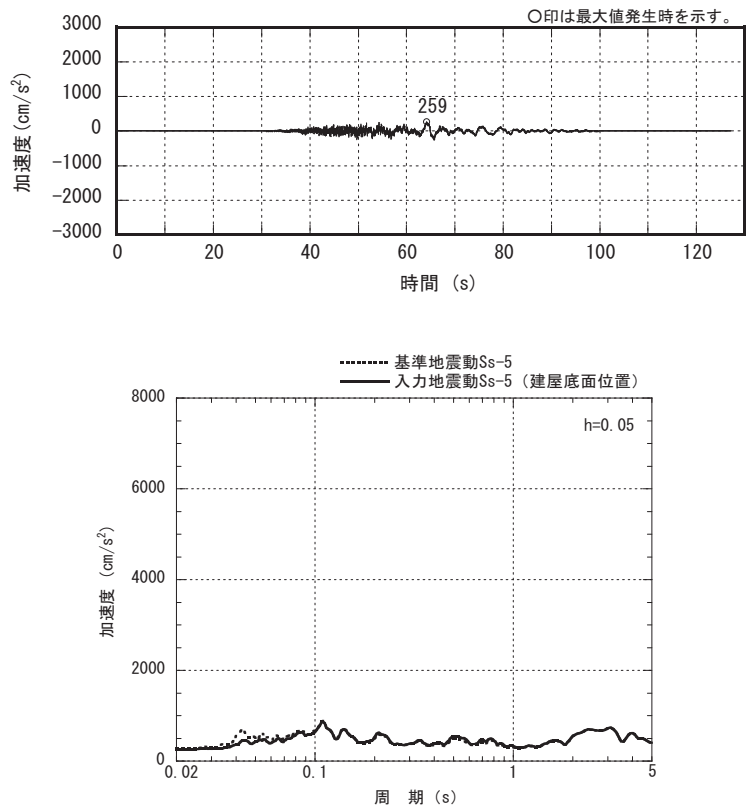 ○印は最大値発生時を示す。
3000
2000
1000
0
-1000
-2000
-3000
加速度(cm/s²)
259
0 20 40 60 80 100 120
時間 (s)
基準地震動Ss-5
入力地震動Ss-5 (建屋底面位置)
8000
6000
4000
2000
0
加速度 (cm/s²)
h=0.05
0.02 0.1 1 5
周 期(s)